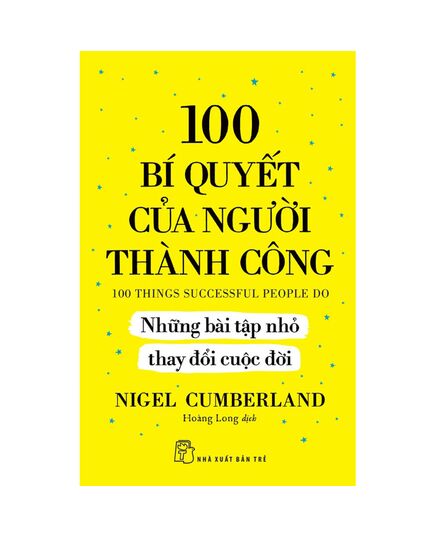 100
BÍ QUYẾT
CỦA NGƯỜI
THÀNH CÔNG
100 THINGS SUCCESSFUL PEOPLE DO
Những bài tập nhỏ
thay đổi cuộc đời
NIGEL CUMBERLAND
Hoàng Long dịch
NHÀ XUẤT BẢN TRẺ